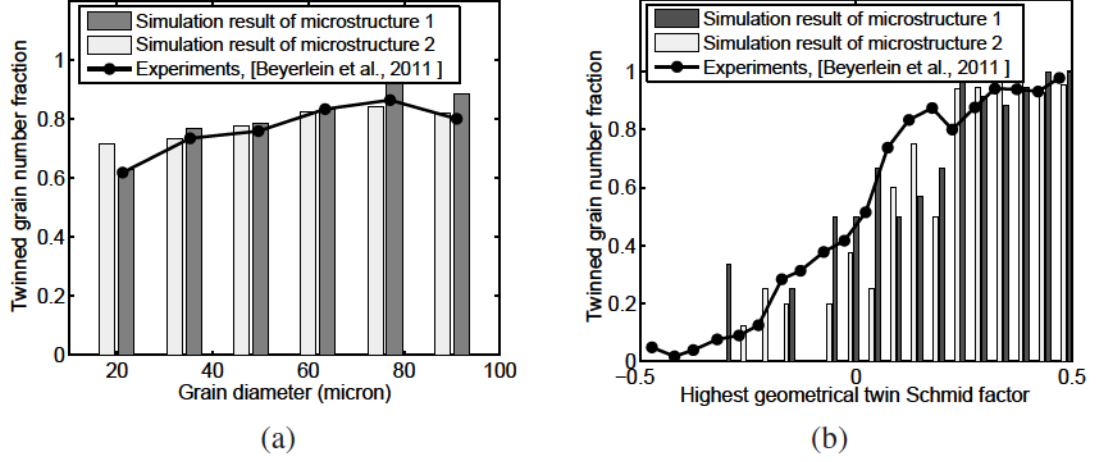 Simulation result of microstructure 1
Simulation result of microstructure 2
Experiments, [Beyerlein et al., 2011 ]
Twinned grain number fraction
1
0.8
0.6
0.4
0.2
0
20 40 60 80 100
Grain diameter (micron)
(a)
Simulation result of microstructure 1
Simulation result of microstructure 2
Experiments, [Beyerlein et al., 2011 ]
Twinned grain number fraction
1
0.8
0.6
0.4
0.2
0
−0.5 0 0.5
Highest geometrical twin Schmid factor
(b)